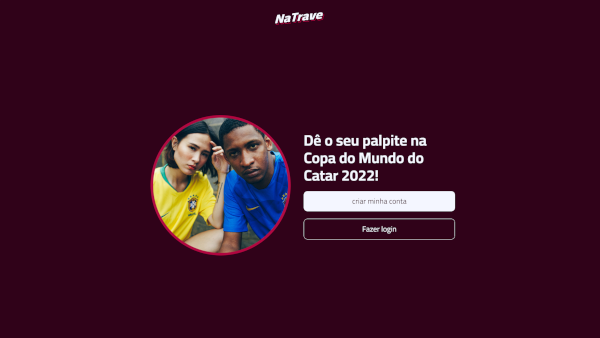 NaTrave
Dê o seu palpite na
Copa do Mundo do
Catar 2022!
criar minha conta
Fazer login